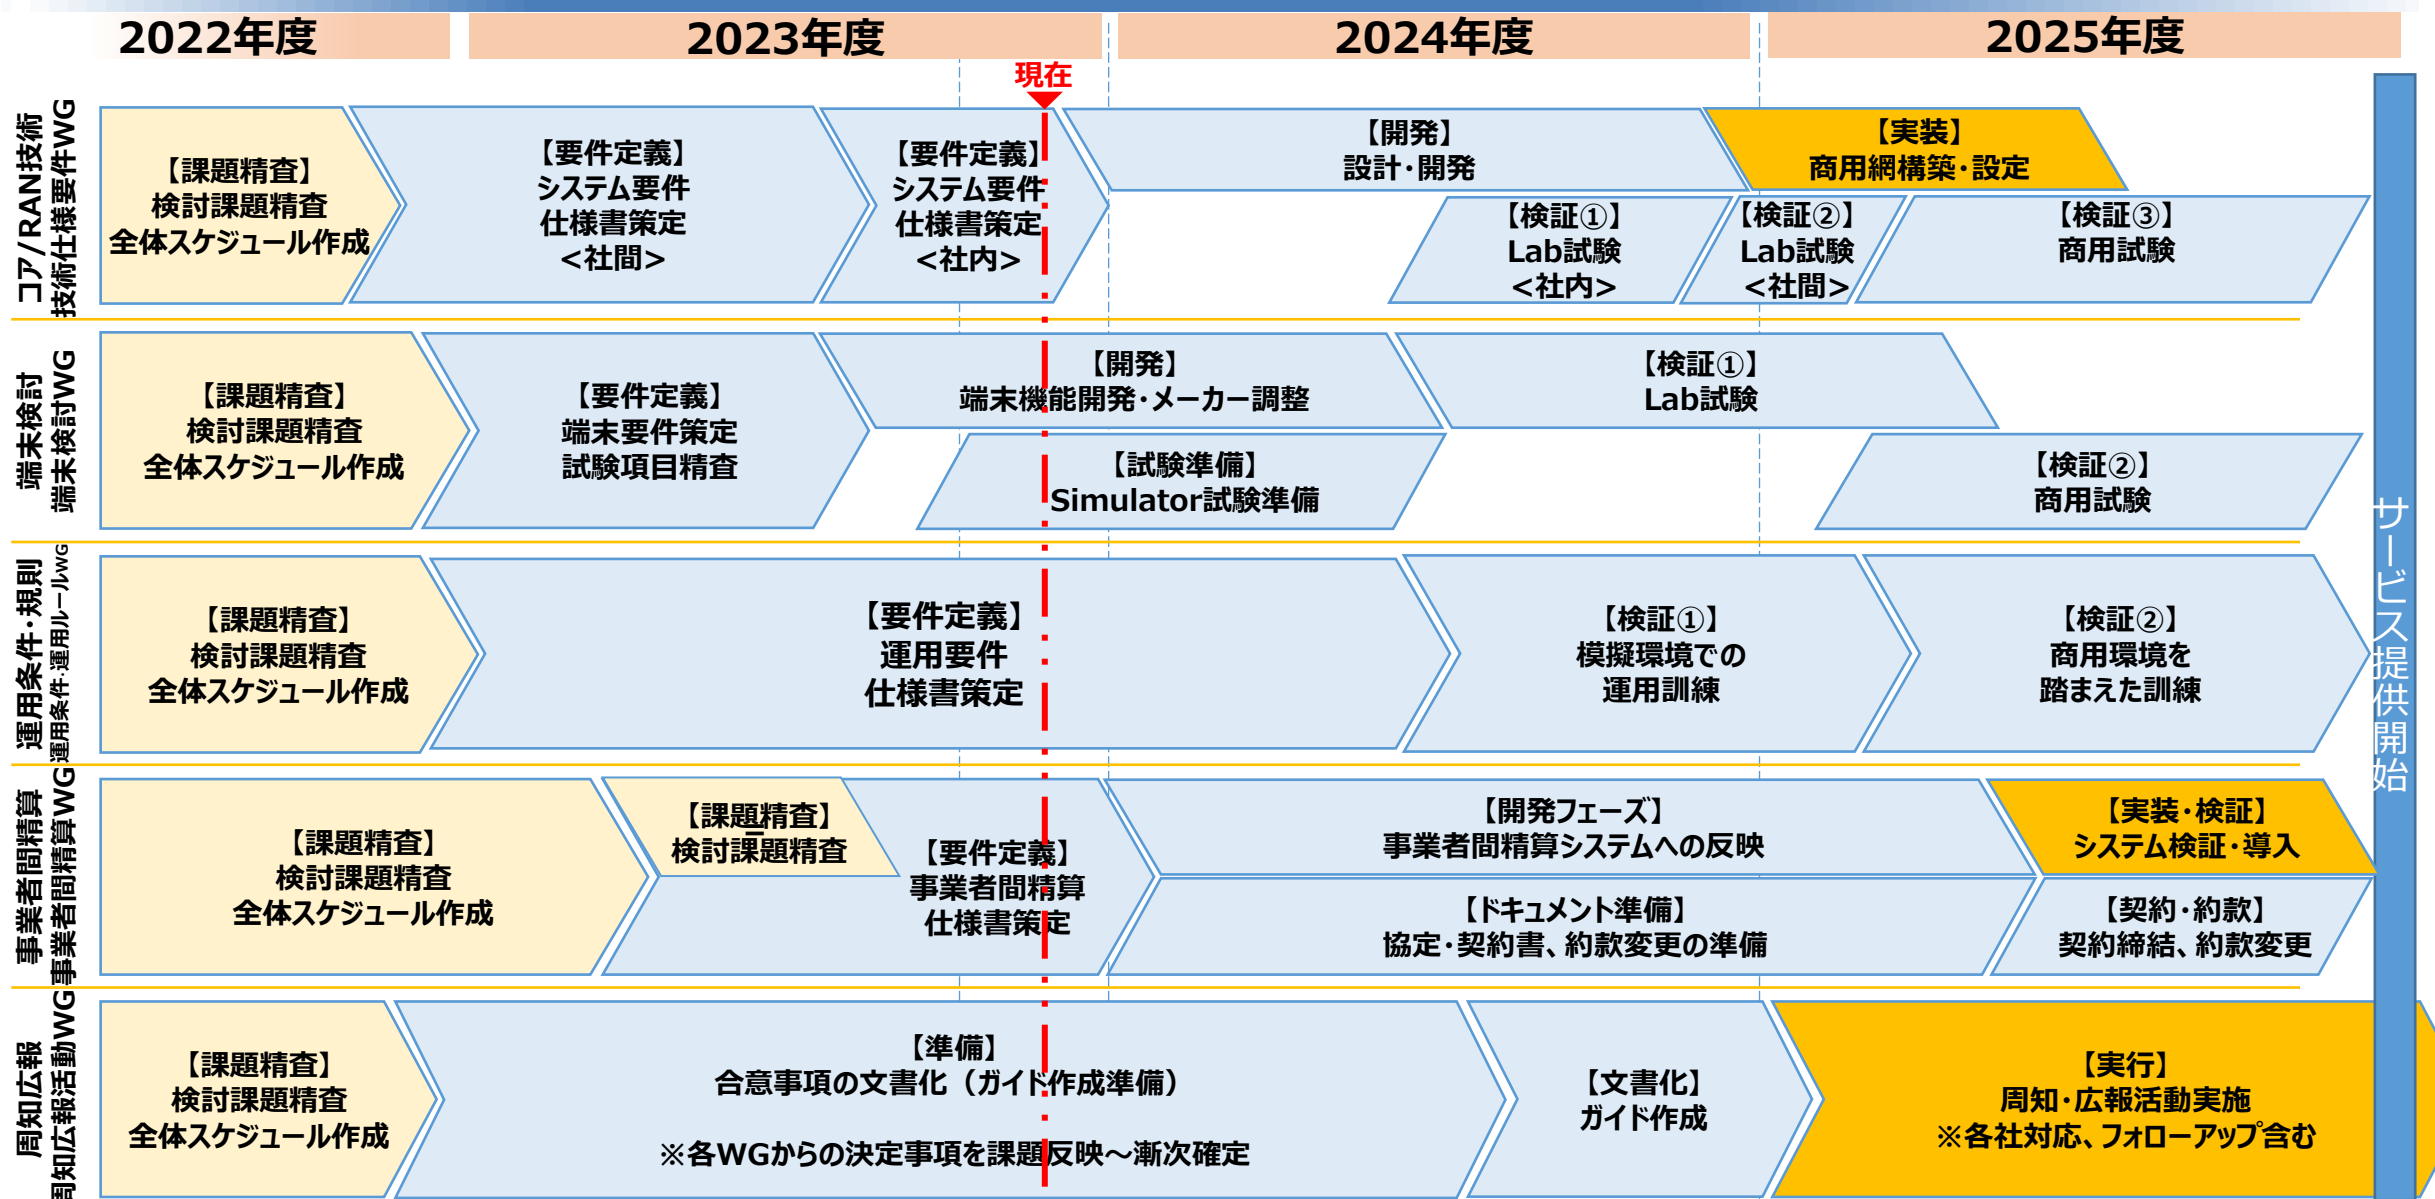 2022年度
2023年度
2024年度
2025年度
現在
コア/RAN技術
技術仕様要件WG
【課題精査】
検討課題精査
全体スケジュール作成
【要件定義】
システム要件
仕様書策定
<社間>
【要件定義】
システム要件
仕様書策定
<社内>
【開発】
設計・開発
【実装】
商用網構築・設定
【検証①】
Lab試験
<社内>
【検証②】
Lab試験
<社間>
【検証③】
商用試験
端末検討
端末検討WG
【課題精査】
検討課題精査
全体スケジュール作成
【要件定義】
端末要件策定
試験項目精査
【開発】
端末機能開発・メーカー調整
【試験準備】
Simulator試験準備
【検証①】
Lab試験
【検証②】
商用試験
運用条件・規則
運用条件・運用ルールWG
【課題精査】
検討課題精査
全体スケジュール作成
【要件定義】
運用要件
仕様書策定
【検証①】
模擬環境での
運用訓練
【検証②】
商用環境を
踏まえた訓練
事業者間精算
事業者間精算WG
【課題精査】
検討課題精査
全体スケジュール作成
【課題精査】
検討課題精査
【要件定義】
事業者間精算
仕様書策定
【開発フェーズ】
事業者間精算システムへの反映
【ドキュメント準備】
協定・契約書、約款変更の準備
【実装・検証】
システム検証・導入
【契約・約款】
契約締結、約款変更
周知広報
周知広報活動WG
【課題精査】
検討課題精査
全体スケジュール作成
【準備】
合意事項の文書化（ガイド作成準備）
※各WGからの決定事項を課題反映～漸次確定
【文書化】
ガイド作成
【実行】
周知・広報活動実施
※各社対応、フォローアップ含む
サービス提供開始